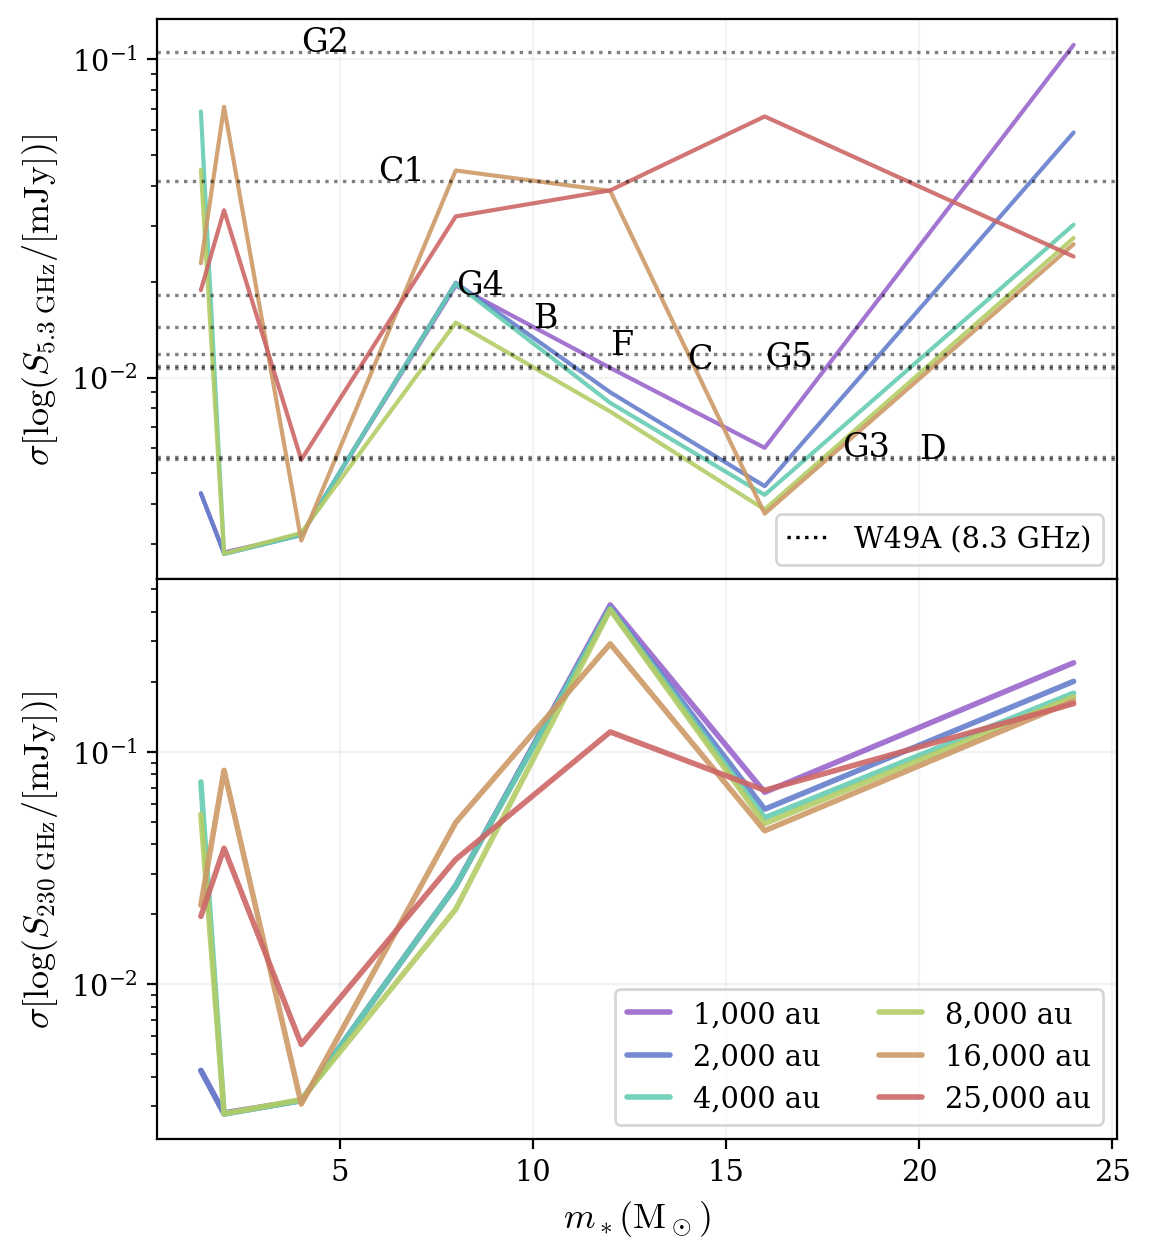 σ[log(S_{5.3 GHz}/[mJy])]
10⁻¹
10⁻²
G2
C1
G4
B
F
C
G5
G3
D
W49A (8.3 GHz)
σ[log(S_{230 GHz}/[mJy])]
10⁻¹
10⁻²
1,000 au
2,000 au
4,000 au
8,000 au
16,000 au
25,000 au
5 10 15 20 25
m_*(M_⊙)